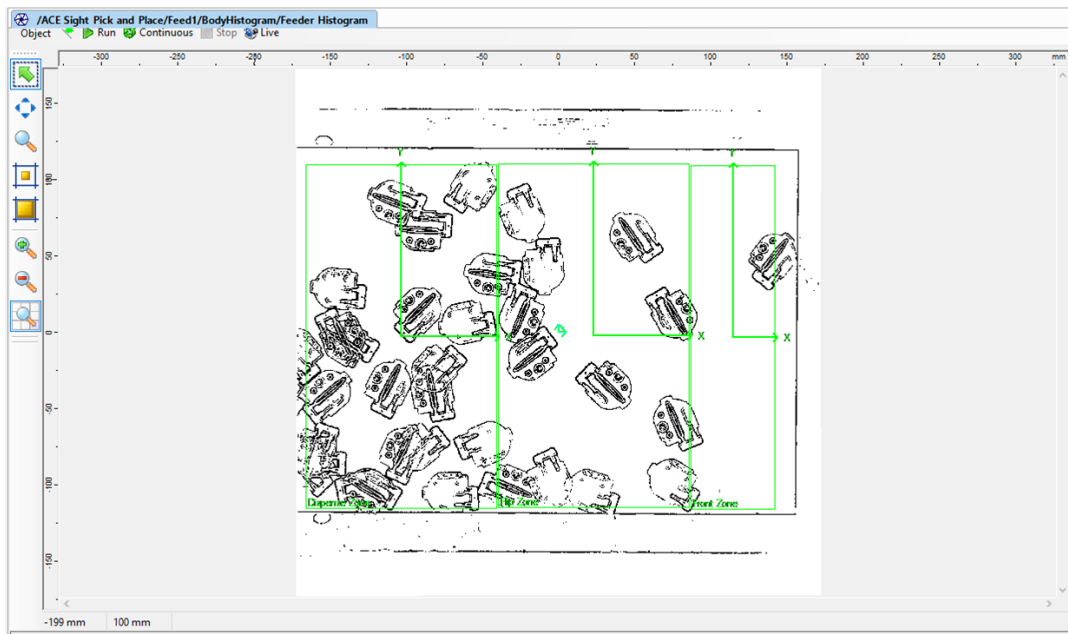 /ACE Sight Pick and Place/Feed1/BodyHistogram/Feeder Histogram
Object Run Continuous Stop Live
-300 -250 -200 -150 -100 -50 0 50 100 150 200 250 300 mm
150
100
50
0
-50
-100
-150
Y Y Y
X X
Zone Flip Zone Front Zone
-199 mm 100 mm